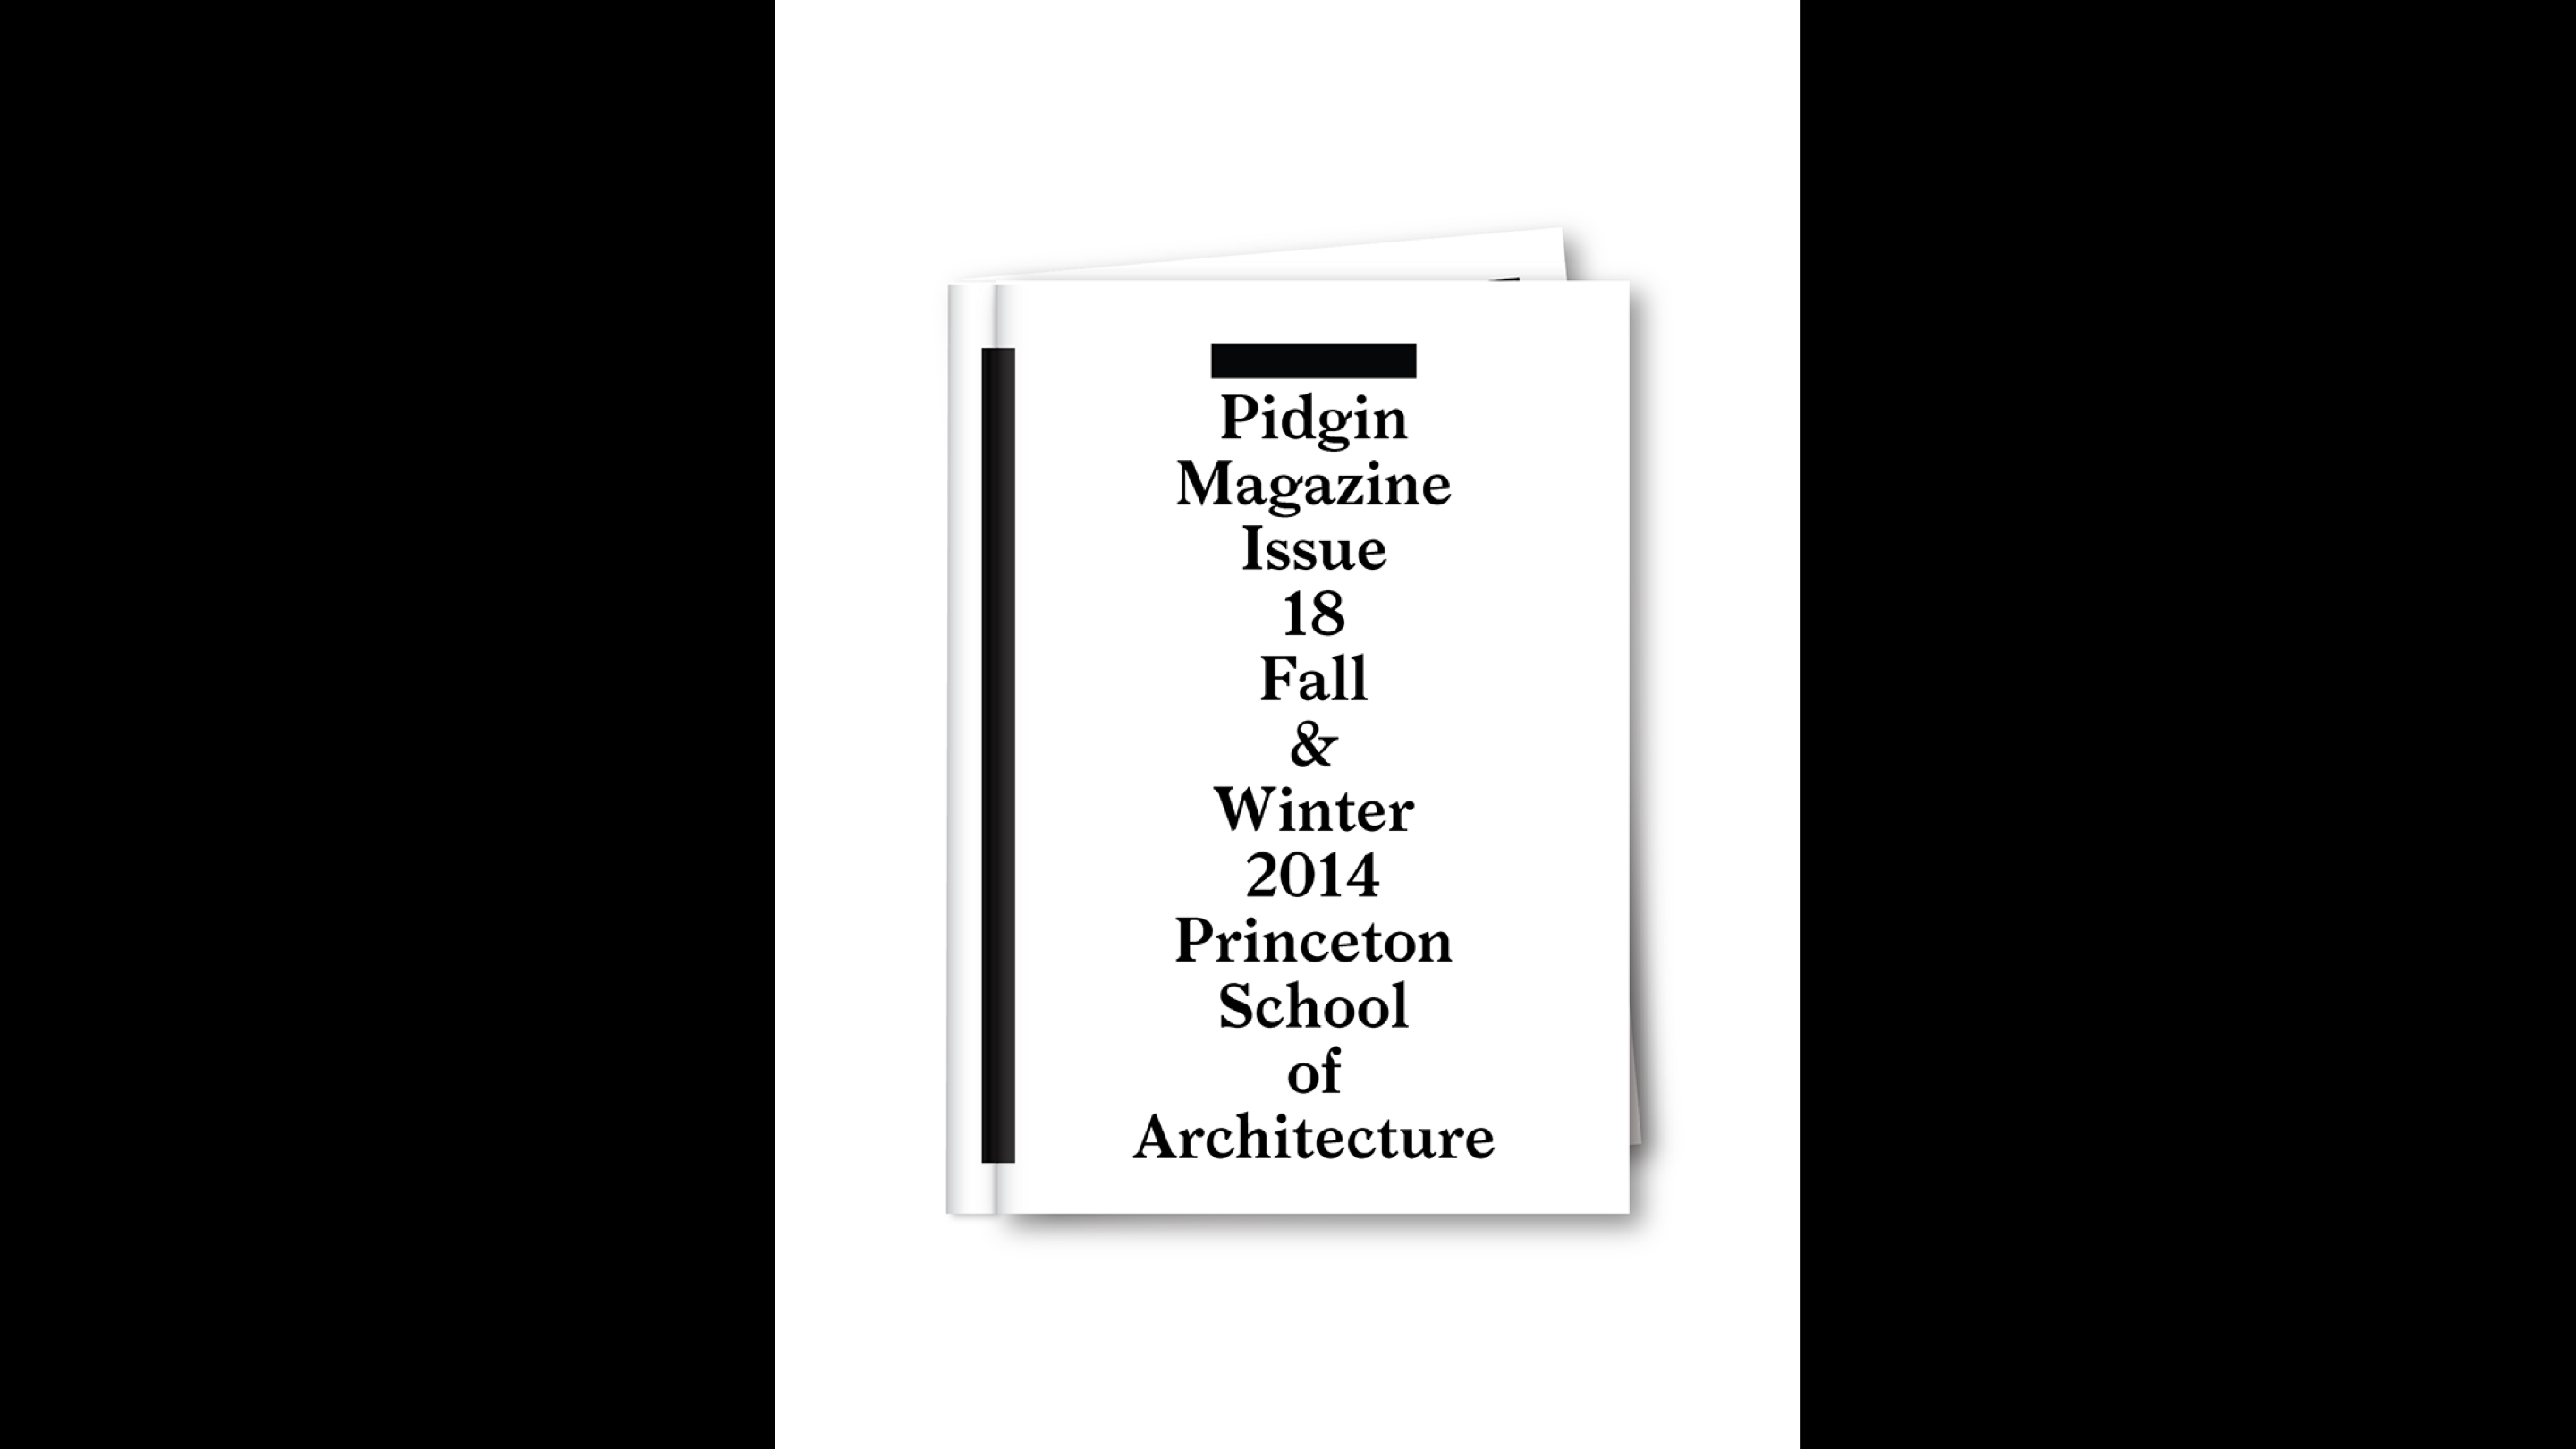 Pidgin
Magazine
Issue
18
Fall
&
Winter
2014
Princeton
School
of
Architecture